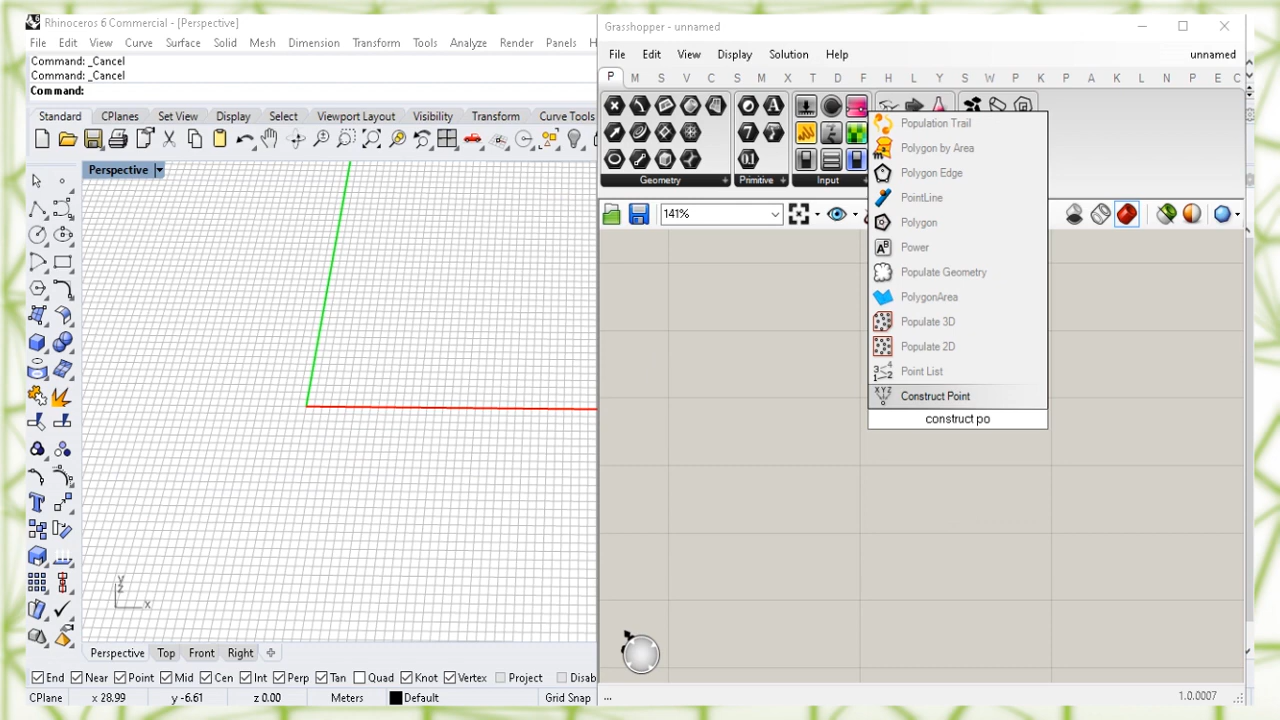 Rhinoceros 6 Commercial - [Perspective]
File Edit View Curve Surface Solid Mesh Dimension Transform Tools Analyze Render Panels H
Command: _Cancel
Command: _Cancel
Command:
Standard CPlanes Set View Display Select Viewport Layout Visibility Transform Curve Tools
Perspective
y
z
x
Perspective Top Front Right
End Near Point Mid Cen Int Perp Tan Quad Knot Vertex Project Disab
CPlane x 28.99 y -6.61 z 0.00 Meters Default Grid Snap
Grasshopper - unnamed
File Edit View Display Solution Help unnamed
P M S V C S M X T D F H L Y S W P K P A K L N P E C
Geometry Primitive Input
141%
Population Trail
Polygon by Area
Polygon Edge
PointLine
Polygon
Power
Populate Geometry
PolygonArea
Populate 3D
Populate 2D
Point List
Construct Point
construct po
... 1.0.0007